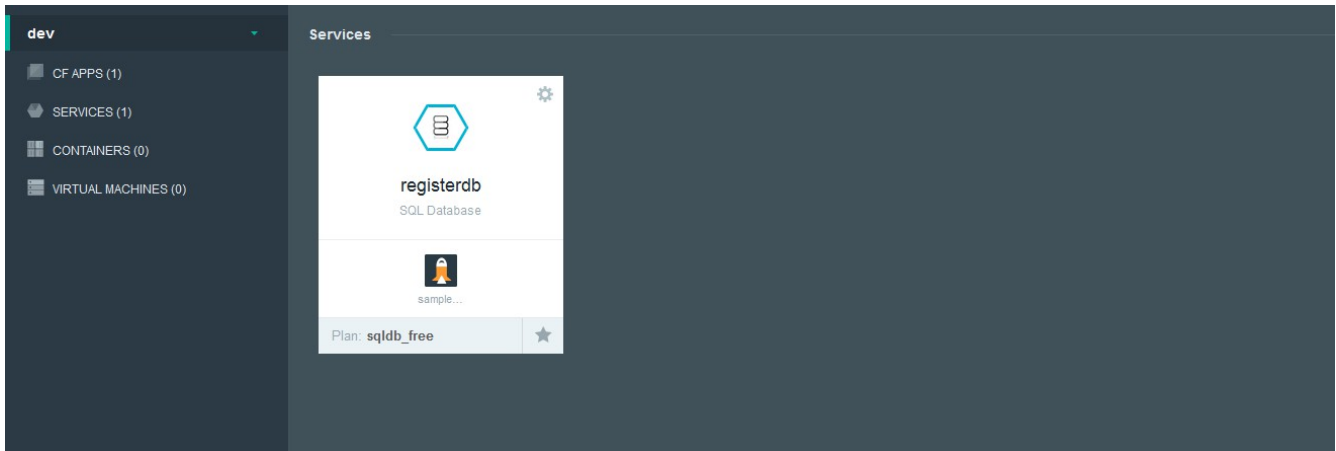 dev
CF APPS (1)
SERVICES (1)
CONTAINERS (0)
VIRTUAL MACHINES (0)
Services
registerdb
SQL Database
sample...
Plan: sqldb_free